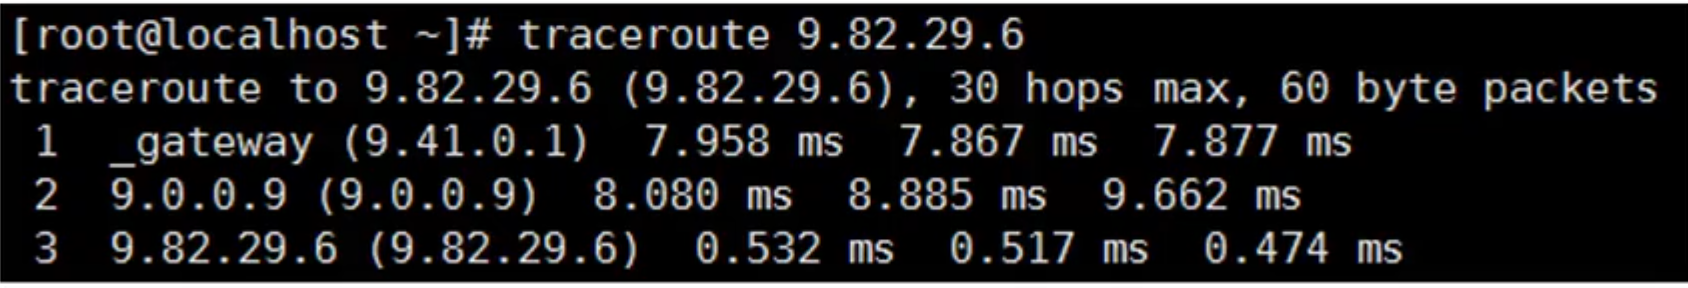 [root@localhost ~]# traceroute 9.82.29.6
traceroute to 9.82.29.6 (9.82.29.6), 30 hops max, 60 byte packets
 1  _gateway (9.41.0.1)  7.958 ms  7.867 ms  7.877 ms
 2  9.0.0.9 (9.0.0.9)  8.080 ms  8.885 ms  9.662 ms
 3  9.82.29.6 (9.82.29.6)  0.532 ms  0.517 ms  0.474 ms